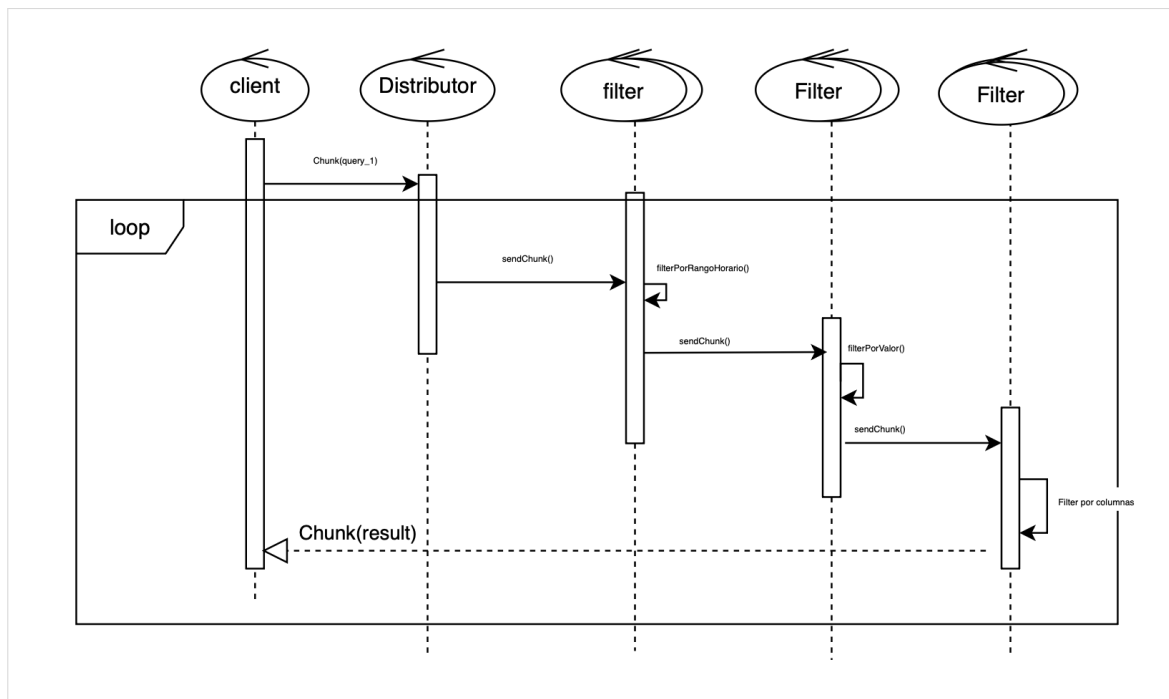 client
Distributor
filter
Filter
Filter
Chunk(query_1)
loop
sendChunk()
filterPorRangoHorario()
sendChunk()
filterPorValor()
sendChunk()
Filter por columnas
Chunk(result)